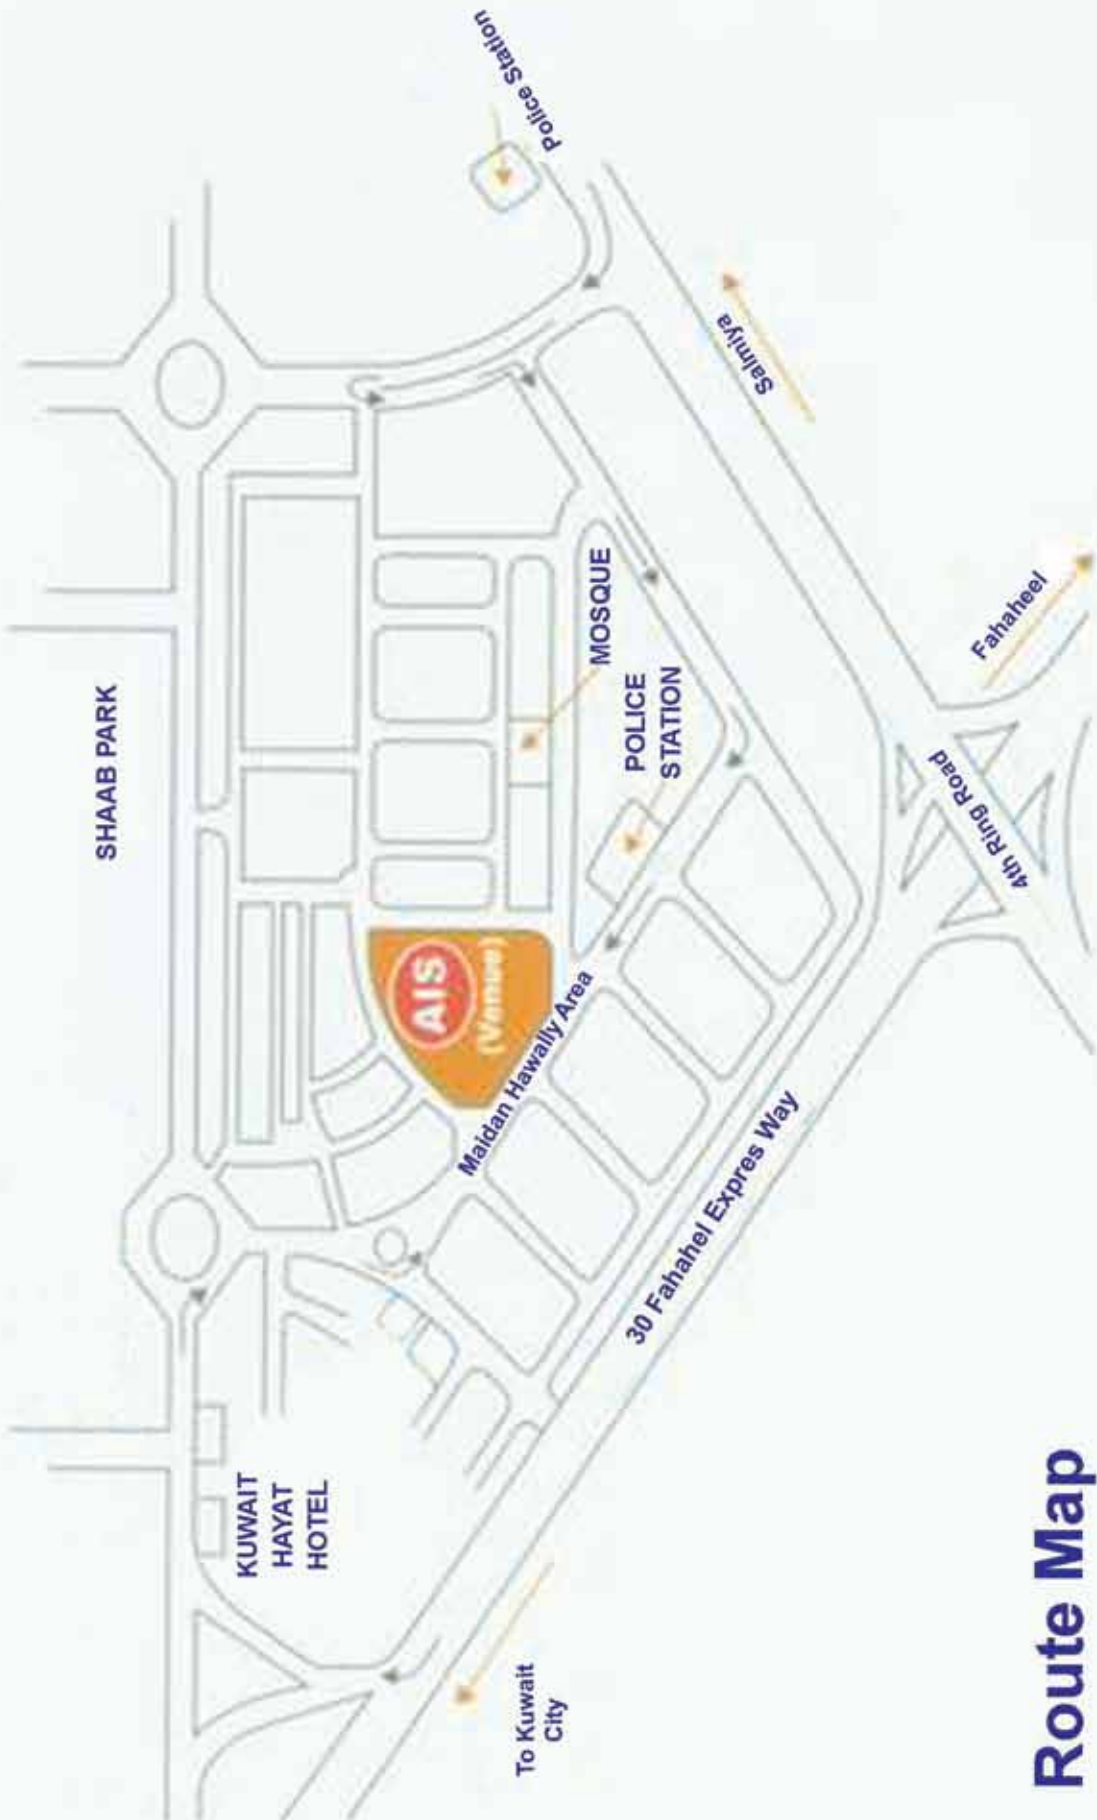 SHAAB PARK
Police Station
KUWAIT
HAYAT
HOTEL
AIS
(Venue)
MOSQUE
POLICE
STATION
Maidan Hawally Area
Salmiya
30 Fahahel Expres Way
4th Ring Road
Fahaheel
To Kuwait
City
Route Map